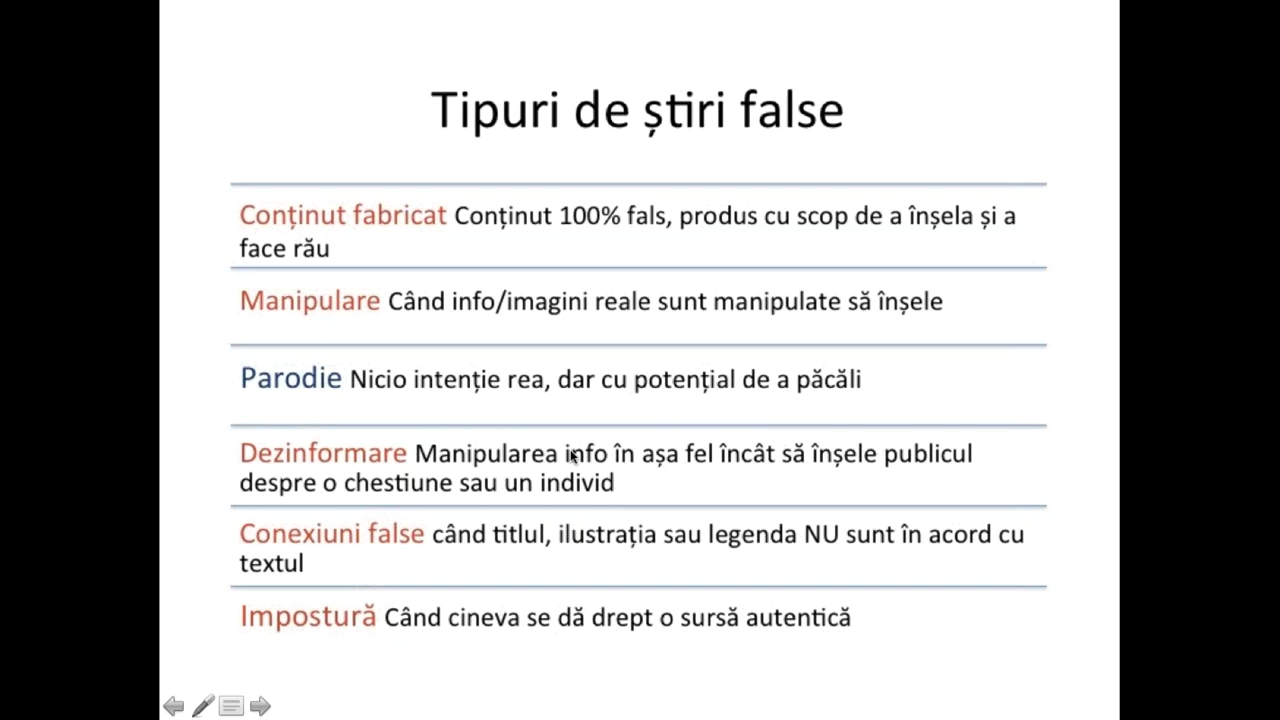 Tipuri de știri false
Conținut fabricat Conținut 100% fals, produs cu scop de a înșela și a
face rău
Manipulare Când info/imagini reale sunt manipulate să înșele
Parodie Nicio intenție rea, dar cu potențial de a păcăli
Dezinformare Manipularea info în așa fel încât să înșele publicul
despre o chestiune sau un individ
Conexiuni false când titlul, ilustrația sau legenda NU sunt în acord cu
textul
Impostură Când cineva se dă drept o sursă autentică